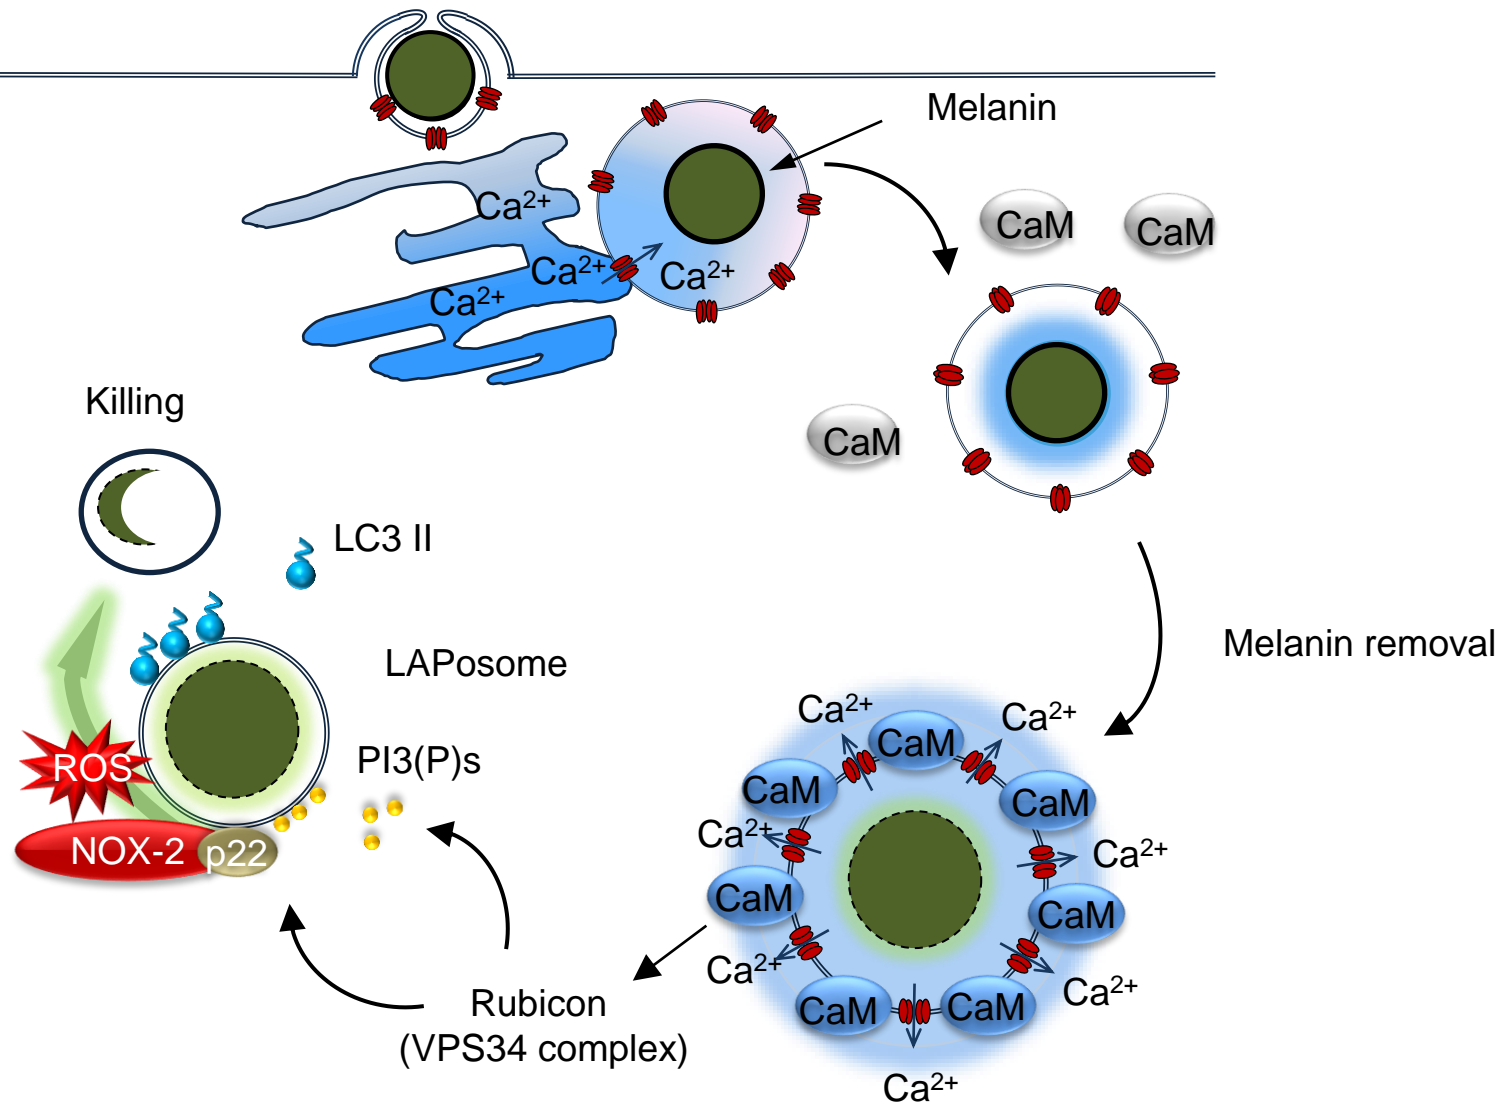 Melanin
Ca2+
Ca2+
Ca2+
Ca2+
CaM
CaM
CaM
Killing
LC3 II
LAPosome
Melanin removal
Ca2+
Ca2+
CaM
CaM
CaM
ROS
PI3(P)s
Ca2+
Ca2+
NOX-2
p22
CaM
CaM
Ca2+
Ca2+
CaM
CaM
Rubicon
(VPS34 complex)
Ca2+